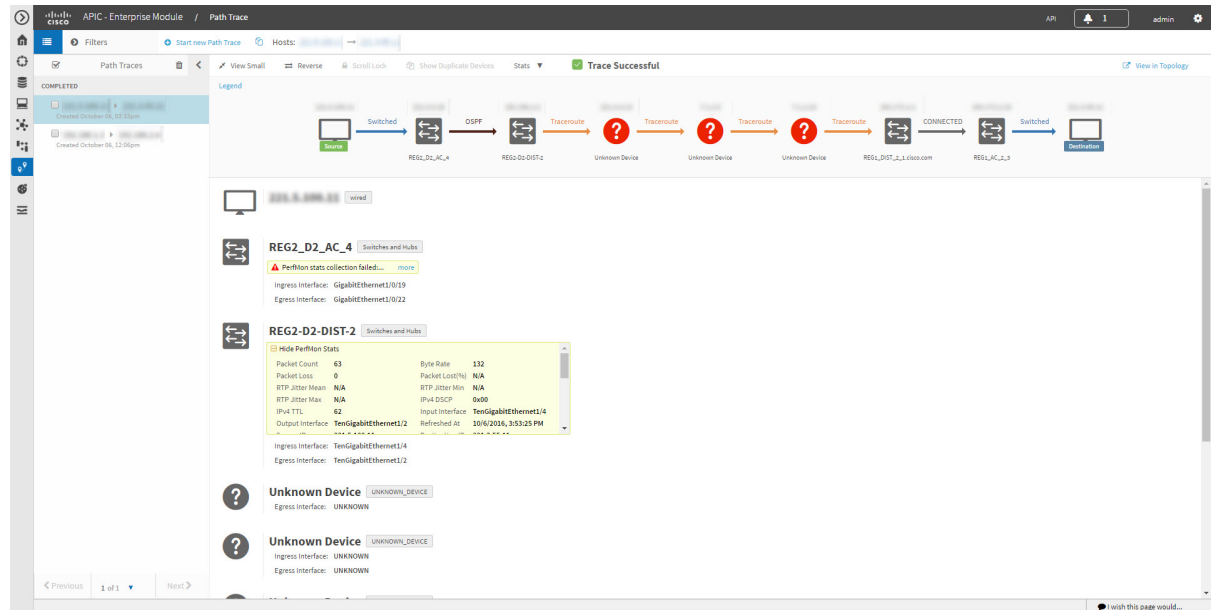 cisco APIC - Enterprise Module / Path Trace API 1 admin
Filters Start new Path Trace Hosts: →
Path Traces View Small Reverse Scroll Lock Show Duplicate Devices Stats ▼ Trace Successful View in Topology
COMPLETED Legend
Created October 06, 03:33pm
Created October 06, 12:06pm
Switched OSPF Traceroute Traceroute Traceroute Traceroute CONNECTED Switched
Source Destination
REG2_D2_AC_4 REG2-D2-DIST-2 Unknown Device Unknown Device Unknown Device REG1_DIST_2_1.cisco.com REG1_AC_2_3
wired
REG2_D2_AC_4 Switches and Hubs
PerfMon stats collection failed:... more
Ingress Interface: GigabitEthernet1/0/19
Egress Interface: GigabitEthernet1/0/22
REG2-D2-DIST-2 Switches and Hubs
Hide PerfMon Stats
Packet Count 63 Byte Rate 132
Packet Loss 0 Packet Lost(%) N/A
RTP Jitter Mean N/A RTP Jitter Min N/A
RTP Jitter Max N/A IPv4 DSCP 0x00
IPv4 TTL 62 Input Interface TenGigabitEthernet1/4
Output Interface TenGigabitEthernet1/2 Refreshed At 10/6/2016, 3:53:25 PM
Ingress Interface: TenGigabitEthernet1/4
Egress Interface: TenGigabitEthernet1/2
Unknown Device UNKNOWN_DEVICE
Egress Interface: UNKNOWN
Unknown Device UNKNOWN_DEVICE
Ingress Interface: UNKNOWN
Egress Interface: UNKNOWN
Previous 1 of 1 ▼ Next
I wish this page would...